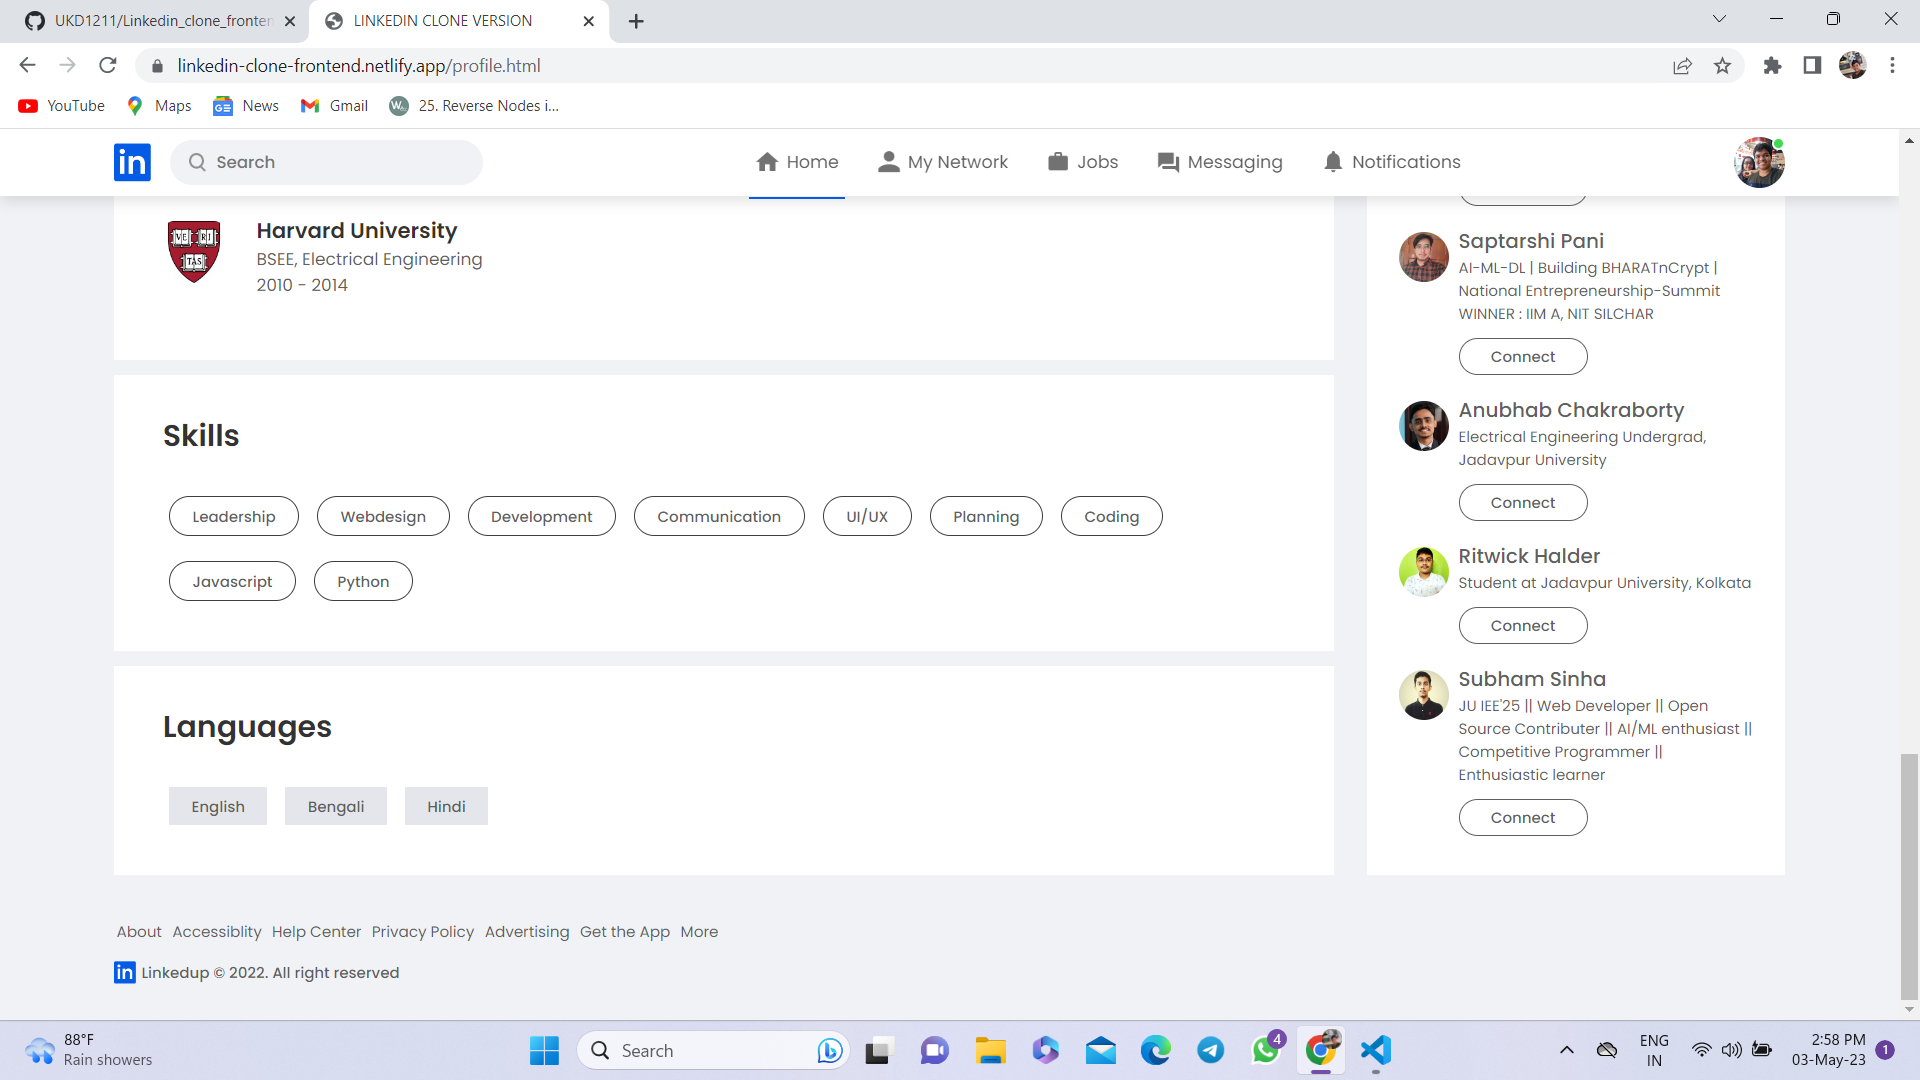 UKD1211/Linkedin_clone_fronten
LINKEDIN CLONE VERSION
linkedin-clone-frontend.netlify.app/profile.html
YouTube
Maps
News
Gmail
25. Reverse Nodes i...
in
Search
Home
My Network
Jobs
Messaging
Notifications
VE RI
TAS
Harvard University
BSEE, Electrical Engineering
2010 - 2014
Skills
Leadership
Webdesign
Development
Communication
UI/UX
Planning
Coding
Javascript
Python
Languages
English
Bengali
Hindi
Saptarshi Pani
AI-ML-DL | Building BHARATnCrypt |
National Entrepreneurship-Summit
WINNER : IIM A, NIT SILCHAR
Connect
Anubhab Chakraborty
Electrical Engineering Undergrad,
Jadavpur University
Connect
Ritwick Halder
Student at Jadavpur University, Kolkata
Connect
Subham Sinha
JU IEE'25 || Web Developer || Open
Source Contributer || AI/ML enthusiast ||
Competitive Programmer ||
Enthusiastic learner
Connect
About Accessiblity Help Center Privacy Policy Advertising Get the App More
in Linkedup © 2022. All right reserved
88°F
Rain showers
Search
4
ENG
IN
2:58 PM
03-May-23
1